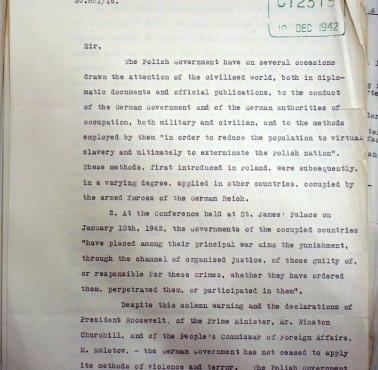 No.851/16.
C12313
10 DEC 1942
Sir,
The Polish Government have on several occasions
drawn the attention of the civilised world, both in diplo-
matic documents and official publications, to the conduct
of the German Government and of the German authorities of
occupation, both military and civilian, and to the methods
employed by them "in order to reduce the population to virtual
slavery and ultimately to exterminate the Polish nation".
These methods, first introduced in Poland, were subsequently,
in a varying degree, applied in other countries, occupied by
the armed forces of the German Reich.
2. At the Conference held at St. James' Palace on
January 13th, 1942, the Governments of the occupied countries
"have placed among their principal war aims the punishment,
through the channel of organised justice, of those guilty of,
or responsible for these crimes, whether they have ordered
them, perpetrated them, or participated in them".
Despite this solemn warning and the declarations of
President Roosevelt, of the Prime Minister, Mr. Winston
Churchill, and of the People's Commissar of Foreign Affairs,
M. Molotov, - the German Government has not ceased to apply
its methods of violence and terror. The Polish Government